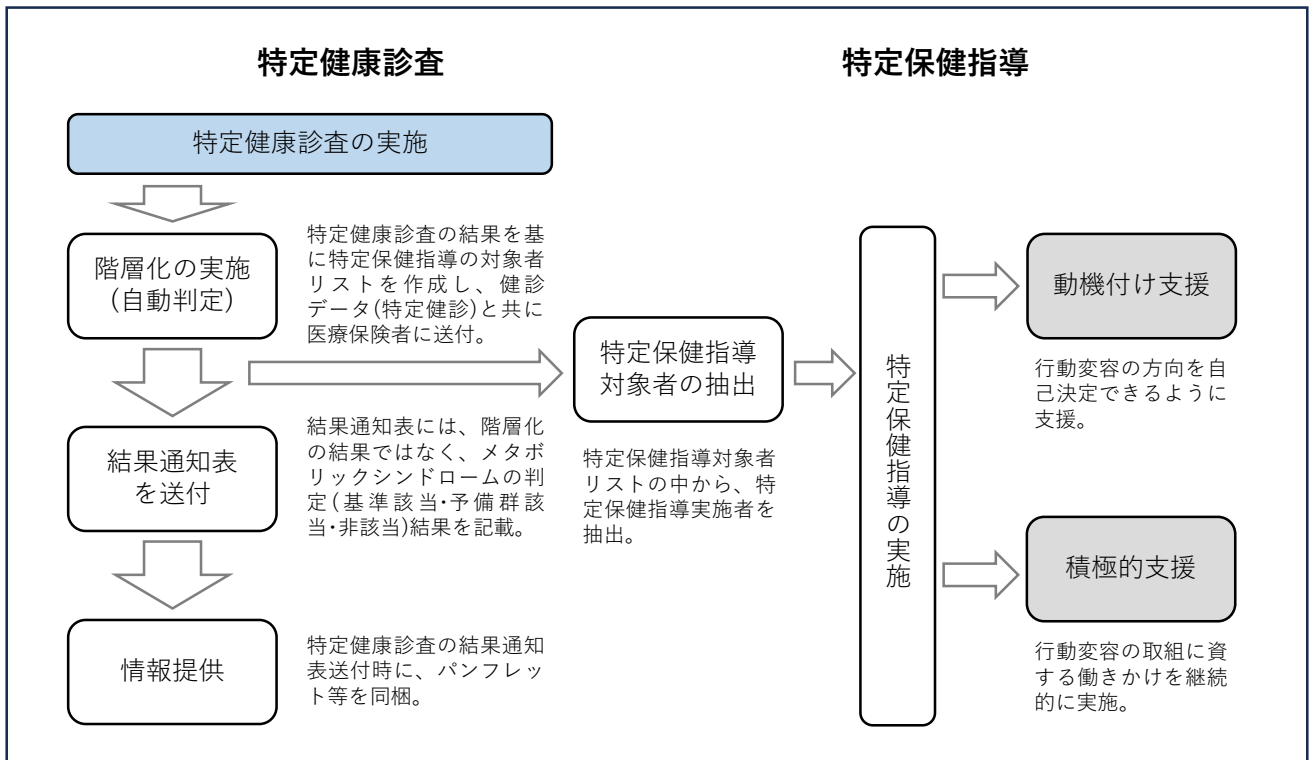 特定健康診査
特定保健指導
特定健康診査の実施
階層化の実施
(自動判定)
特定健康診査の結果を基
に特定保健指導の対象者
リストを作成し、健診
データ(特定健診)と共に
医療保険者に送付。
結果通知表
を送付
結果通知表には、階層化
の結果ではなく、メタボ
リックシンドロームの判
定(基準該当･予備群該
当･非該当)結果を記載。
情報提供
特定健康診査の結果通知
表送付時に、パンフレッ
ト等を同梱。
特定保健指導
対象者の抽出
特定保健指導対象者
リストの中から、特
定保健指導実施者を
抽出。
特定保健指導の実施
動機付け支援
行動変容の方向を自
己決定できるように
支援。
積極的支援
行動変容の取組に資
する働きかけを継続
的に実施。